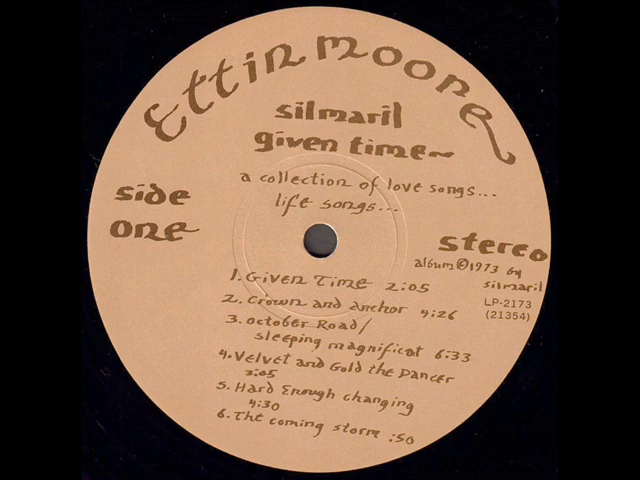 Ettinmoone
silmaril
given time~
a collection of love songs...
life songs...
side
one
stereo
album ©1973 by
silmaril
LP-2173
(21354)
1. Given Time 2:05
2. Crown and anchor 4:26
3. October Road/
sleeping magnificat 6:33
4. Velvet and Gold the Dancer
3:05
5. Hard Enough changing
4:30
6. The coming storm :50